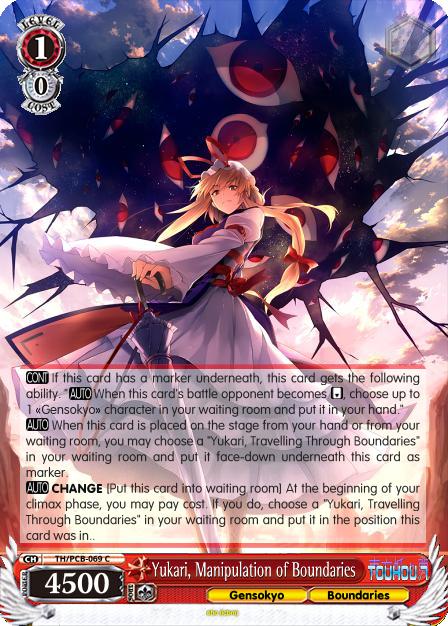 LEVEL
1
0
COST
CONT If this card has a marker underneath, this card gets the following
ability. "AUTO When this card's battle opponent becomes , choose up to
1 «Gensokyo» character in your waiting room and put it in your hand."
AUTO When this card is placed on the stage from your hand or from your
waiting room, you may choose a "Yukari, Travelling Through Boundaries"
in your waiting room and put it face-down underneath this card as
marker.
AUTO CHANGE [Put this card into waiting room] At the beginning of your
climax phase, you may pay cost. If you do, choose a "Yukari, Travelling
Through Boundaries" in your waiting room and put it in the position this
card was in..
TH/PCB-069 C
POWER
4500
SOUL
Yukari, Manipulation of Boundaries
TOUHOU
Gensokyo
Boundaries